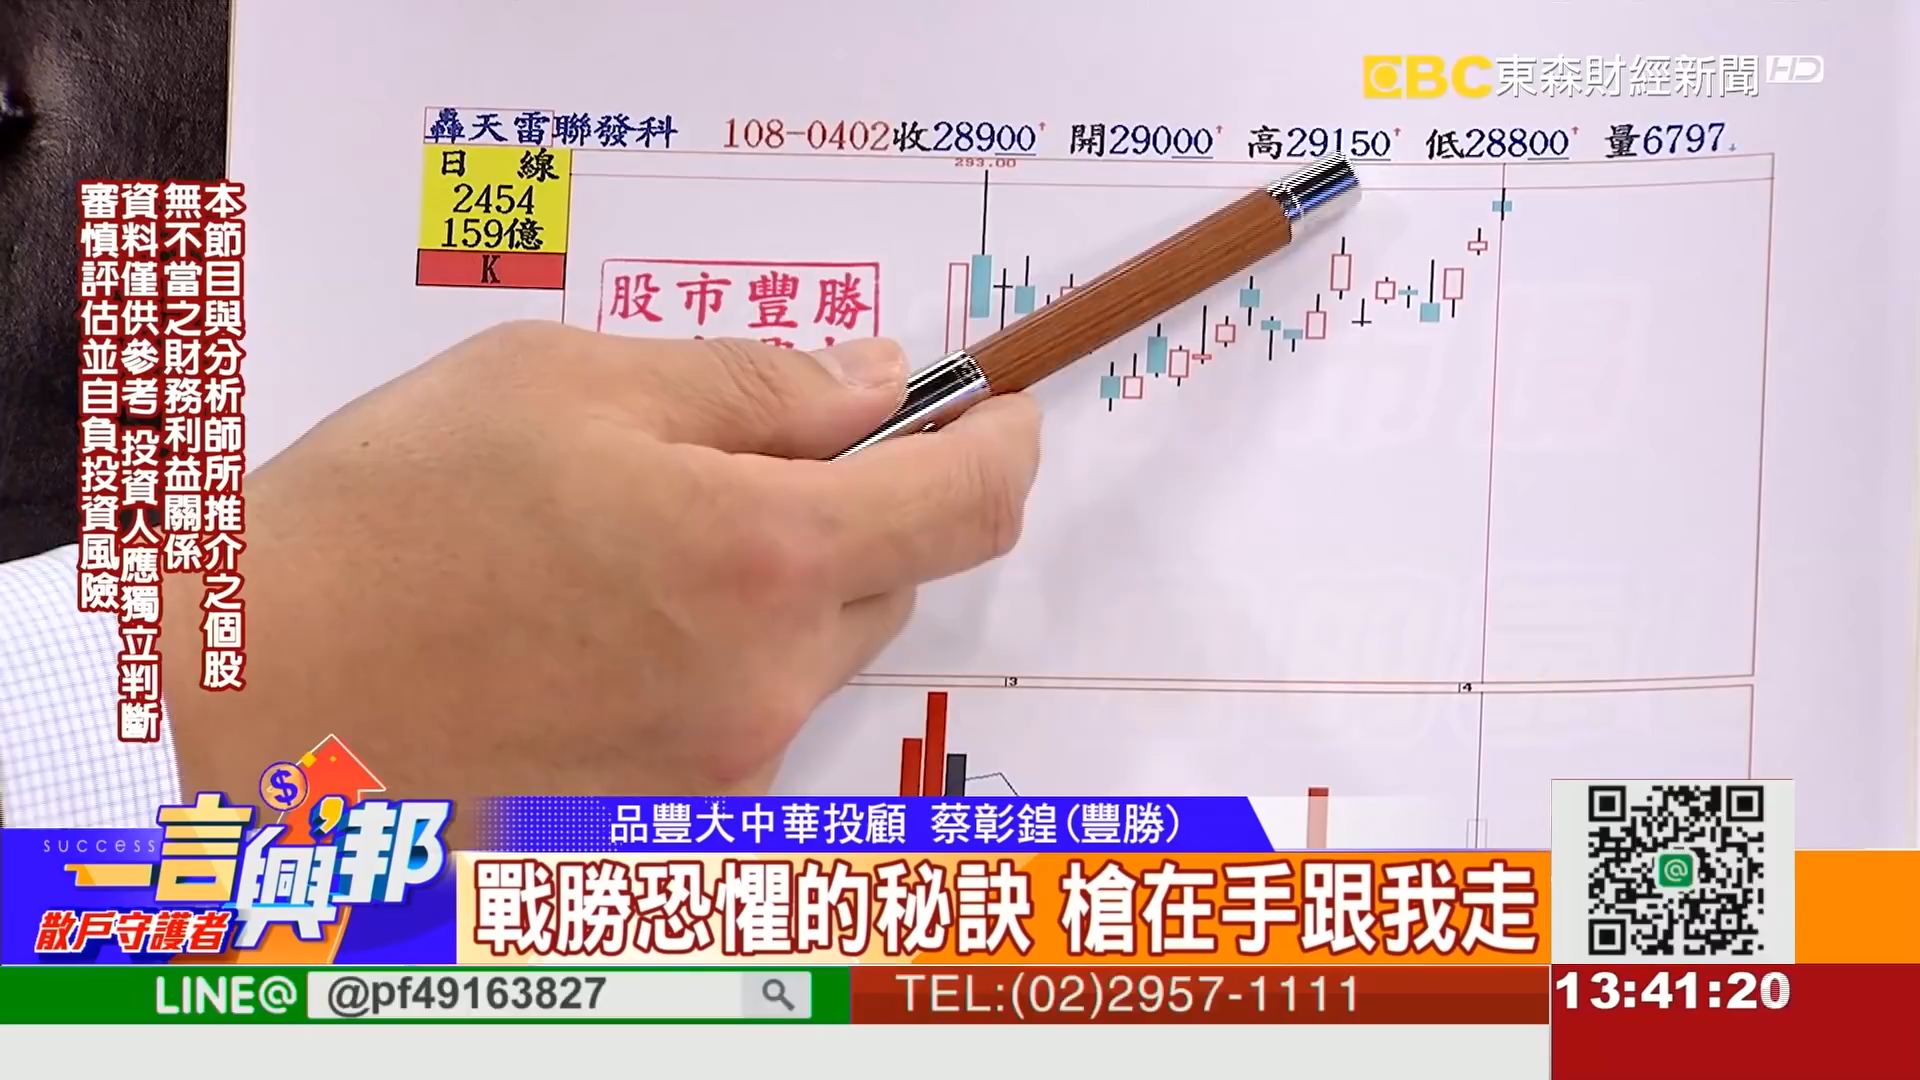 EBC東森財經新聞HD
轟天雷聯發科 108-0402收28900↑ 開29000↑ 高29150↑ 低28800↑ 量6797↓
293.00
日 線
2454
159億
K
股市豐勝
本節目與分析師所推介之個股
無不當之財務利益關係
資料僅供參考 投資人應獨立判斷
審慎評估並自負投資風險
3
4
$
success
一言興邦
散戶守護者
品豐大中華投顧 蔡彰鍠(豐勝)
戰勝恐懼的秘訣 槍在手跟我走
LINE@ @pf49163827
TEL:(02)2957-1111
13:41:20